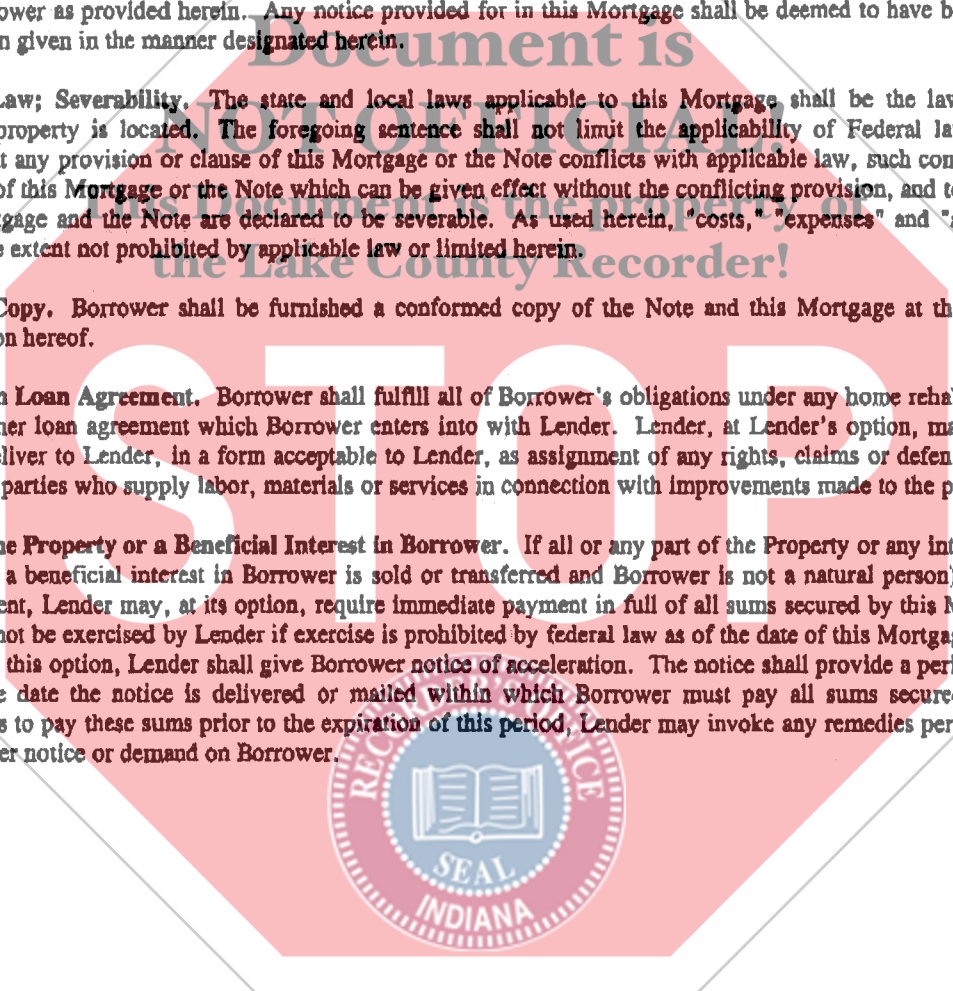 ower as provided herein. Any notice provided for in this Mortgage shall be deemed to have b
n given in the manner designated herein.
Document is
Law; Severability. The state and local laws applicable to this Mortgage shall be the law
NOT OFFICIAL!
property is located. The foregoing sentence shall not limit the applicability of Federal la
t any provision or clause of this Mortgage or the Note conflicts with applicable law, such con
of this Mortgage or the Note which can be given effect without the conflicting provision, and t
This Document is the property of
gage and the Note are declared to be severable. As used herein, "costs," "expenses" and "a
e extent not prohibited by applicable law or limited herein.
the Lake County Recorder!
Copy. Borrower shall be furnished a conformed copy of the Note and this Mortgage at th
on hereof.
STOP
n Loan Agreement. Borrower shall fulfill all of Borrower's obligations under any home reha
her loan agreement which Borrower enters into with Lender. Lender, at Lender's option, ma
eliver to Lender, in a form acceptable to Lender, as assignment of any rights, claims or defen
parties who supply labor, materials or services in connection with improvements made to the p
he Property or a Beneficial Interest in Borrower. If all or any part of the Property or any int
a beneficial interest in Borrower is sold or transferred and Borrower is not a natural person)
ent, Lender may, at its option, require immediate payment in full of all sums secured by this M
not be exercised by Lender if exercise is prohibited by federal law as of the date of this Mortga
this option, Lender shall give Borrower notice of acceleration. The notice shall provide a peri
e date the notice is delivered or mailed within which Borrower must pay all sums secure
s to pay these sums prior to the expiration of this period, Lender may invoke any remedies per
er notice or demand on Borrower.
RECORDER'S OFFICE
SEAL
INDIANA